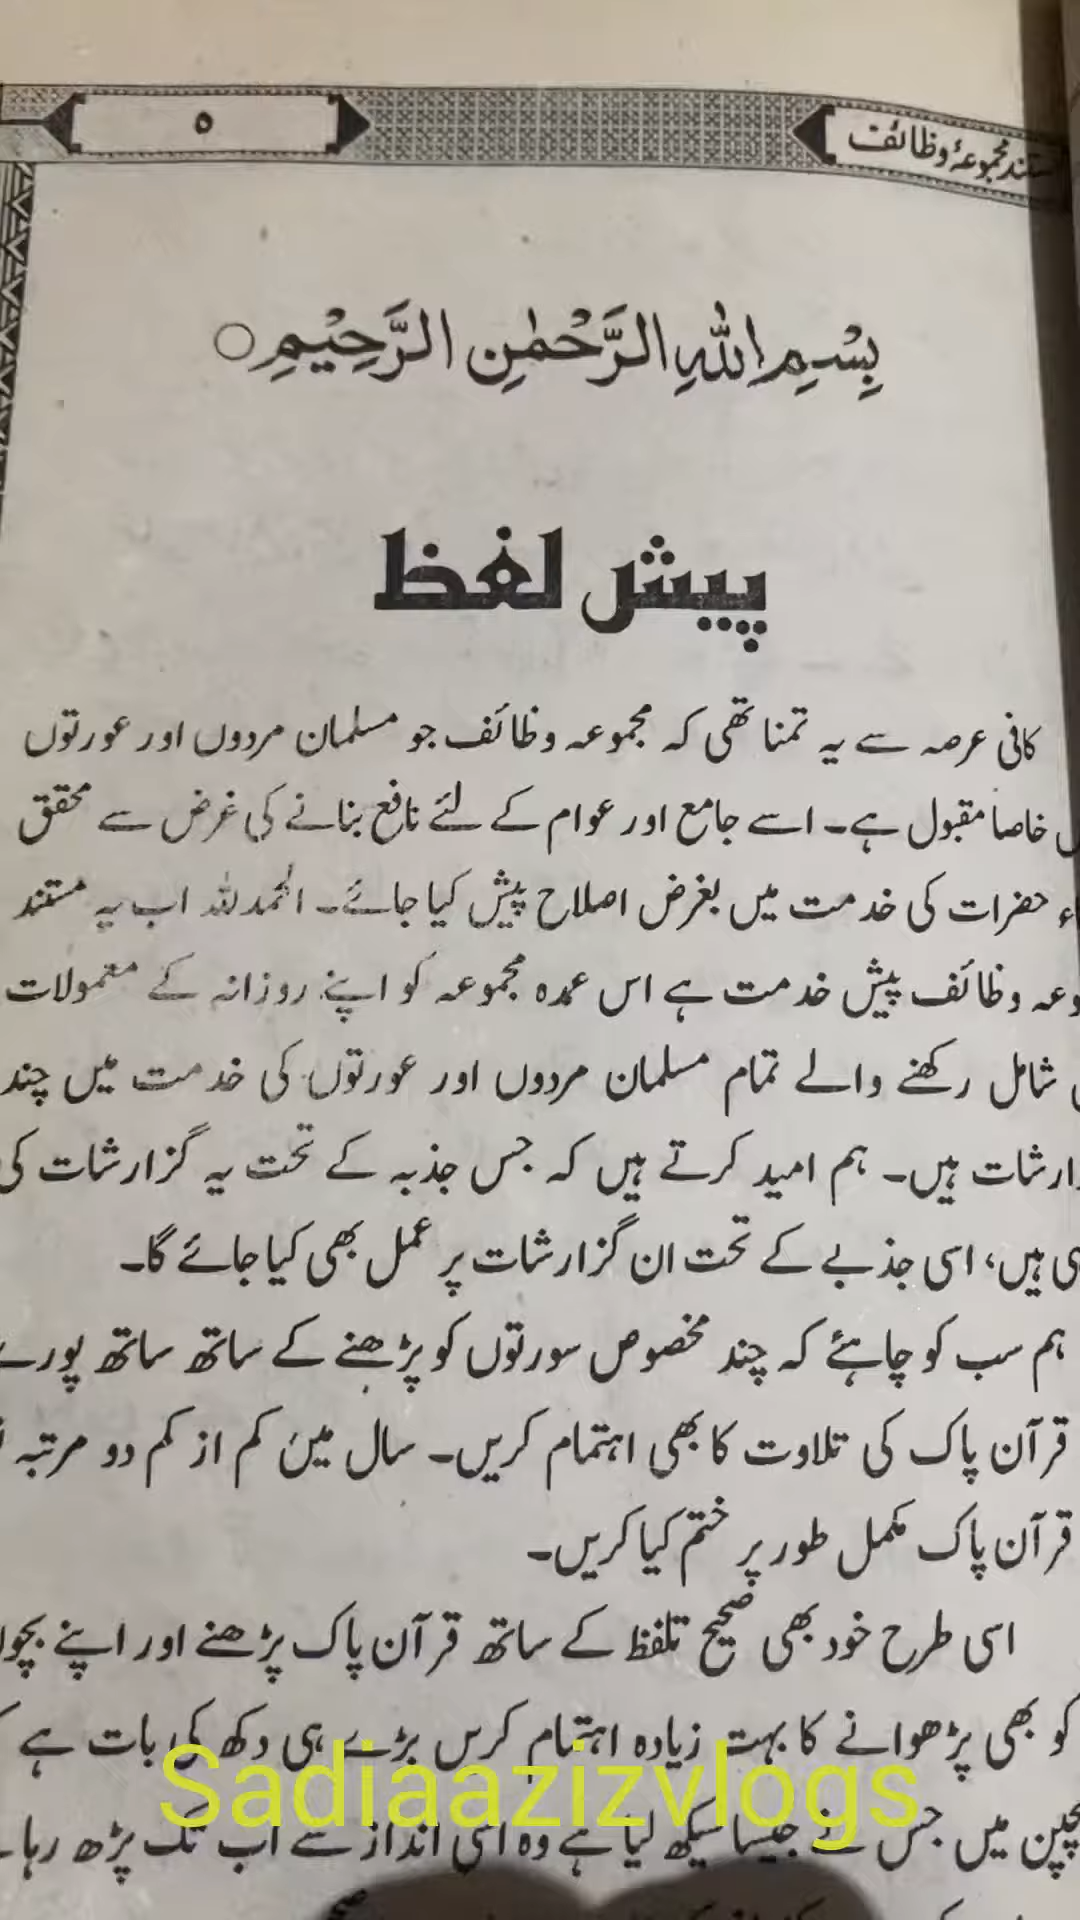 مجموعۂ وظائف
۵
بِسْمِ اللهِ الرَّحْمٰنِ الرَّحِيْمِ
پیش لفظ
کافی عرصہ سے یہ تمنا تھی کہ مجموعہ وظائف جو مسلمان مردوں اور عورتوں
خاصا مقبول ہے۔ اسے جامع اور عوام کے لئے نافع بنانے کی غرض سے محقق
حضرات کی خدمت میں بغرض اصلاح پیش کیا جائے۔ الحمدللہ اب یہ مستند
وظائف پیش خدمت ہے اس عمدہ مجموعہ کو اپنے روزانہ کے معمولات
شامل رکھنے والے تمام مسلمان مردوں اور عورتوں کی خدمت میں چند
ہیں۔ ہم امید کرتے ہیں کہ جس جذبہ کے تحت یہ گزارشات کی
ہیں، اسی جذبے کے تحت ان گزارشات پر عمل بھی کیا جائے گا۔
ہم سب کو چاہئے کہ چند مخصوص سورتوں کو پڑھنے کے ساتھ ساتھ پورے
قرآن پاک کی تلاوت کا بھی اہتمام کریں۔ سال میں کم از کم دو مرتبہ
قرآن پاک مکمل طور پر ختم کیا کریں۔
اسی طرح خود بھی صحیح تلفظ کے ساتھ قرآن پاک پڑھنے اور اپنے
کو بھی پڑھوانے کا بہت زیادہ اہتمام کرس بڑے ہی دکھ کی بات ہے
بچپن میں جس نے جیسا سیکھ لیا ہے وہ اسی انداز سے اب تک پڑھ رہا
Sadiaazizvlogs